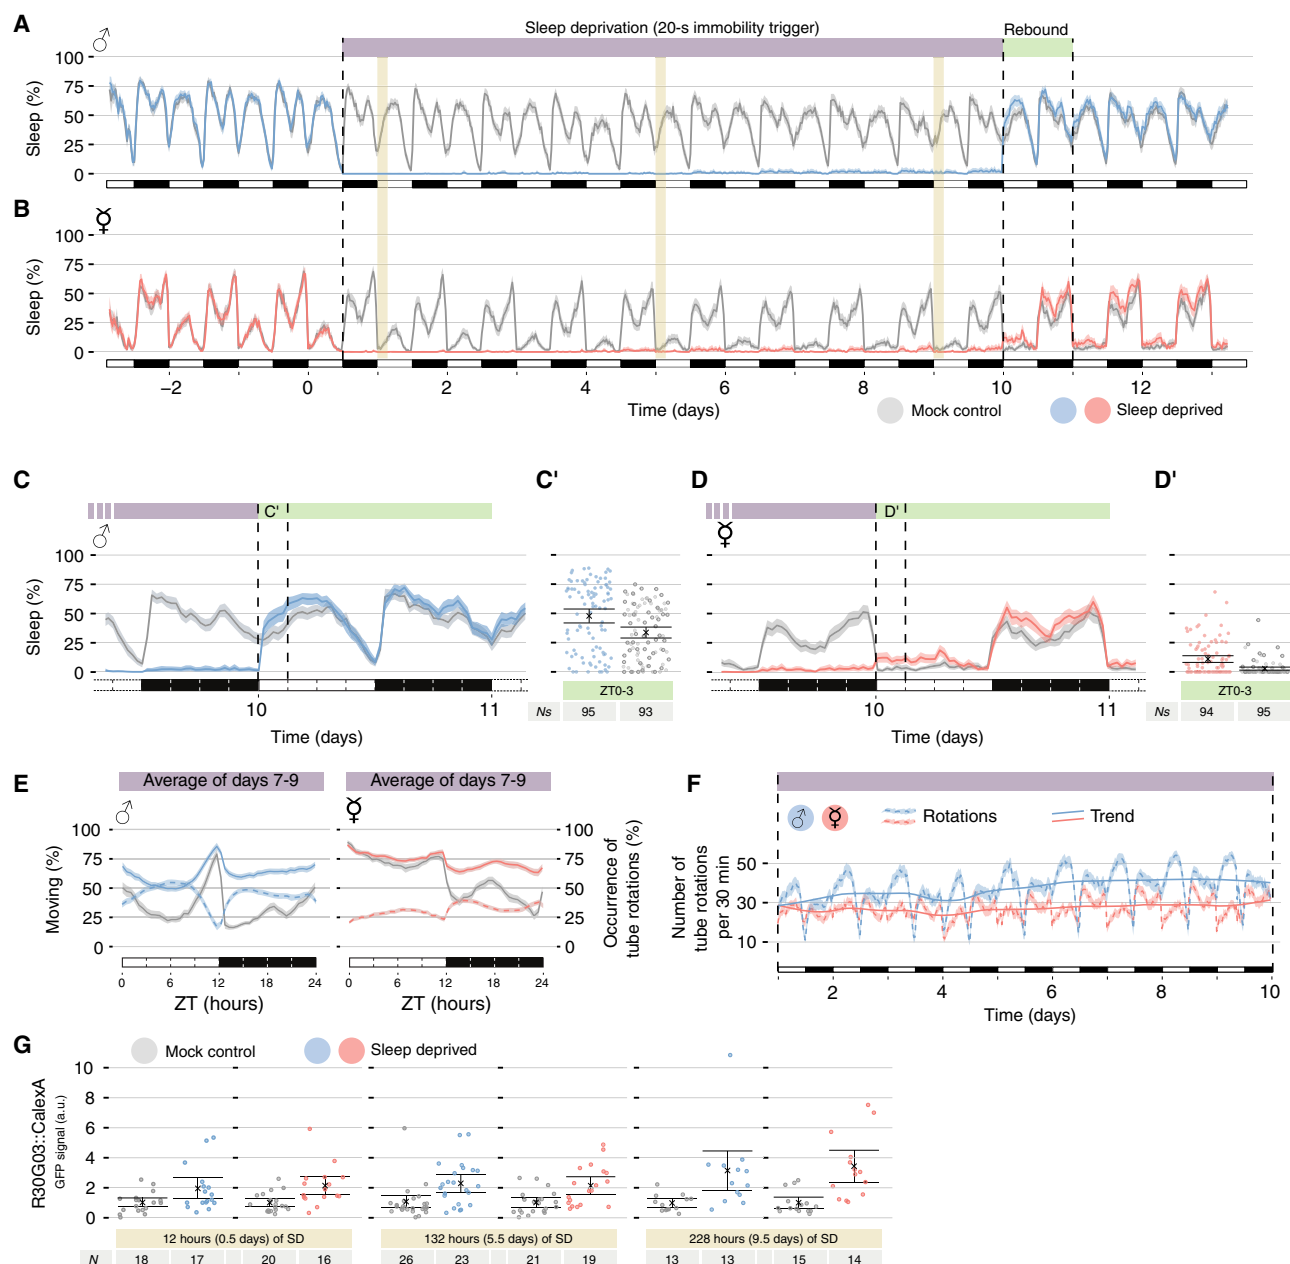 A
♂
Sleep deprivation (20-s immobility trigger)
Rebound
Sleep (%)
100
75
50
25
0
B
☿
Sleep (%)
100
75
50
25
0
−2 0 2 4 6 8 10 12
Time (days)
Mock control
Sleep deprived
C
C'
♂
Sleep (%)
100
75
50
25
0
10 11
Time (days)
C'
ZT0-3
Ns 95 93
D
D'
☿
10 11
Time (days)
D'
ZT0-3
Ns 94 95
E
Average of days 7-9
Average of days 7-9
♂
☿
Moving (%)
100
75
50
25
0
100
75
50
25
0
Occurrence of
tube rotations (%)
0 6 12 18 24
0 6 12 18 24
ZT (hours)
ZT (hours)
F
♂ ☿
Rotations
Trend
Number of
tube rotations
per 30 min
50
30
10
2 4 6 8 10
Time (days)
G
Mock control
Sleep deprived
R30G03::CalexA
GFP signal (a.u.)
10
8
6
4
2
0
12 hours (0.5 days) of SD
132 hours (5.5 days) of SD
228 hours (9.5 days) of SD
N 18 17 20 16 26 23 21 19 13 13 15 14